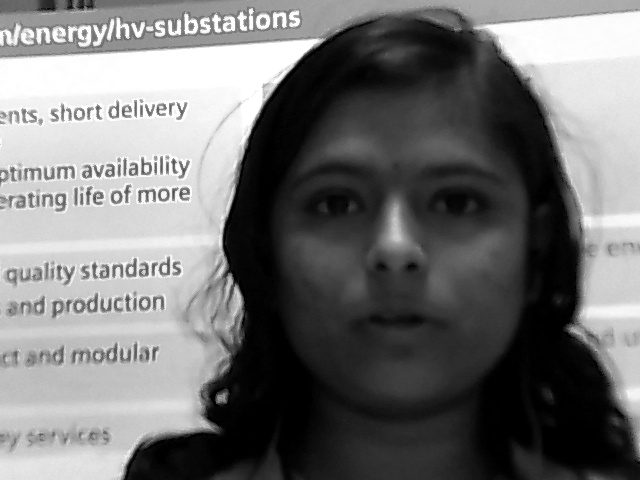 n/energy/hv-substations
ents, short delivery
ptimum availability
erating life of more
quality standards
and production
ct and modular
ey services